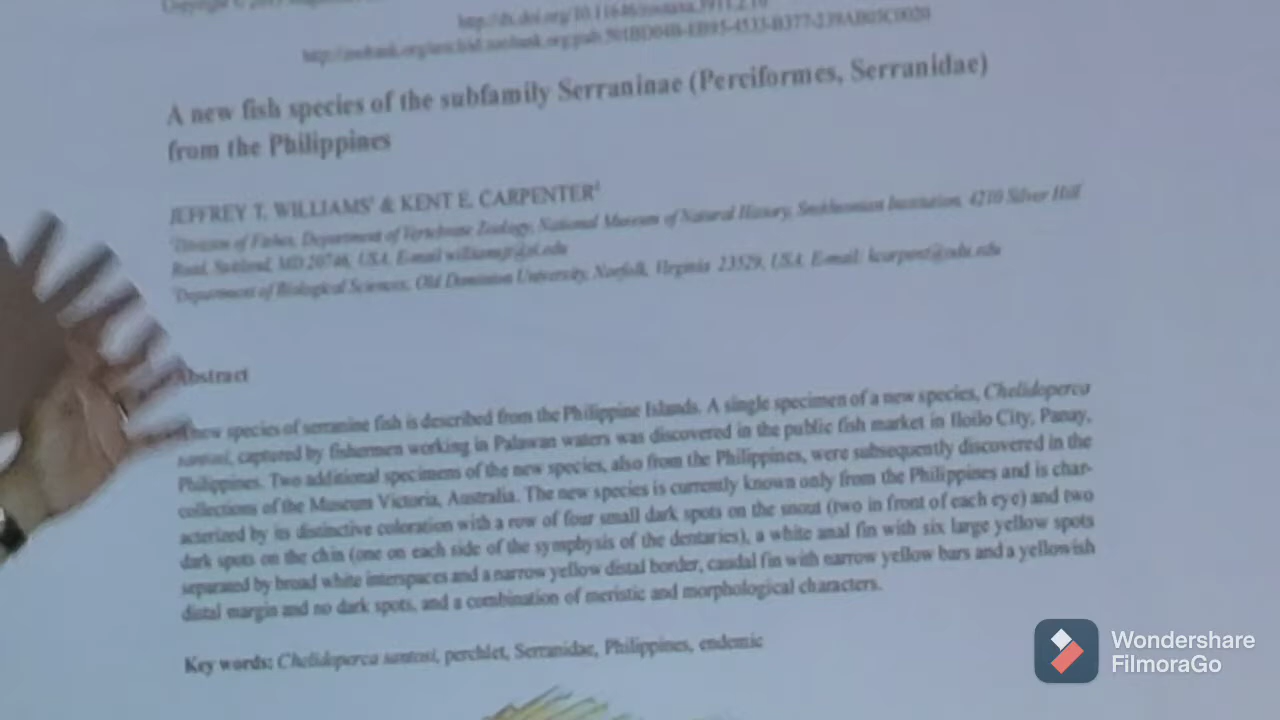 Copyright ©
http://dx.doi.org/10.11646/zootaxa.3911.2.10
http://zoobank.org/urn:lsid:zoobank.org:pub:
A new fish species of the subfamily Serraninae (Perciformes, Serranidae)
from the Philippines
JEFFREY T. WILLIAMS¹ & KENT E. CARPENTER²
¹Division of Fishes, Department of Vertebrate Zoology, National Museum of Natural History, Smithsonian Institution, 4210 Silver Hill
Road, Suitland, MD 20746, USA. E-mail williamsjt@si.edu
²Department of Biological Sciences, Old Dominion University, Norfolk, Virginia 23529, USA. E-mail: kcarpent@odu.edu
Abstract
new species of serranine fish is described from the Philippine Islands. A single specimen of a new species, Chelidoperca
santosi, captured by fishermen working in Palawan waters was discovered in the public fish market in Iloilo City, Panay,
Philippines. Two additional specimens of the new species, also from the Philippines, were subsequently discovered in the
collections of the Museum Victoria, Australia. The new species is currently known only from the Philippines and is char-
acterized by its distinctive coloration with a row of four small dark spots on the snout (two in front of each eye) and two
dark spots on the chin (one on each side of the symphysis of the dentaries), a white anal fin with six large yellow spots
separated by broad white interspaces and a narrow yellow distal border, caudal fin with narrow yellow bars and a yellowish
distal margin and no dark spots, and a combination of meristic and morphological characters.
Key words: Chelidoperca santosi, perchlet, Serranidae, Philippines, endemic
Wondershare
FilmoraGo